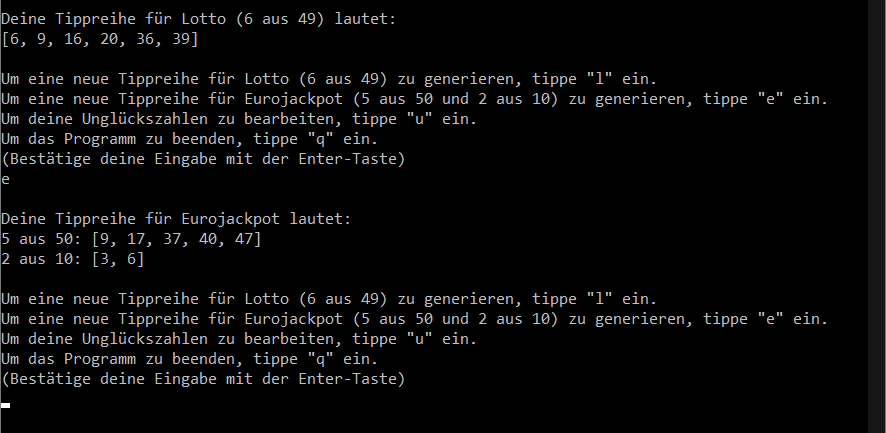 Deine Tippreihe für Lotto (6 aus 49) lautet:
[6, 9, 16, 20, 36, 39]
Um eine neue Tippreihe für Lotto (6 aus 49) zu generieren, tippe "l" ein.
Um eine neue Tippreihe für Eurojackpot (5 aus 50 und 2 aus 10) zu generieren, tippe "e" ein.
Um deine Unglückszahlen zu bearbeiten, tippe "u" ein.
Um das Programm zu beenden, tippe "q" ein.
(Bestätige deine Eingabe mit der Enter-Taste)
e
Deine Tippreihe für Eurojackpot lautet:
5 aus 50: [9, 17, 37, 40, 47]
2 aus 10: [3, 6]
Um eine neue Tippreihe für Lotto (6 aus 49) zu generieren, tippe "l" ein.
Um eine neue Tippreihe für Eurojackpot (5 aus 50 und 2 aus 10) zu generieren, tippe "e" ein.
Um deine Unglückszahlen zu bearbeiten, tippe "u" ein.
Um das Programm zu beenden, tippe "q" ein.
(Bestätige deine Eingabe mit der Enter-Taste)